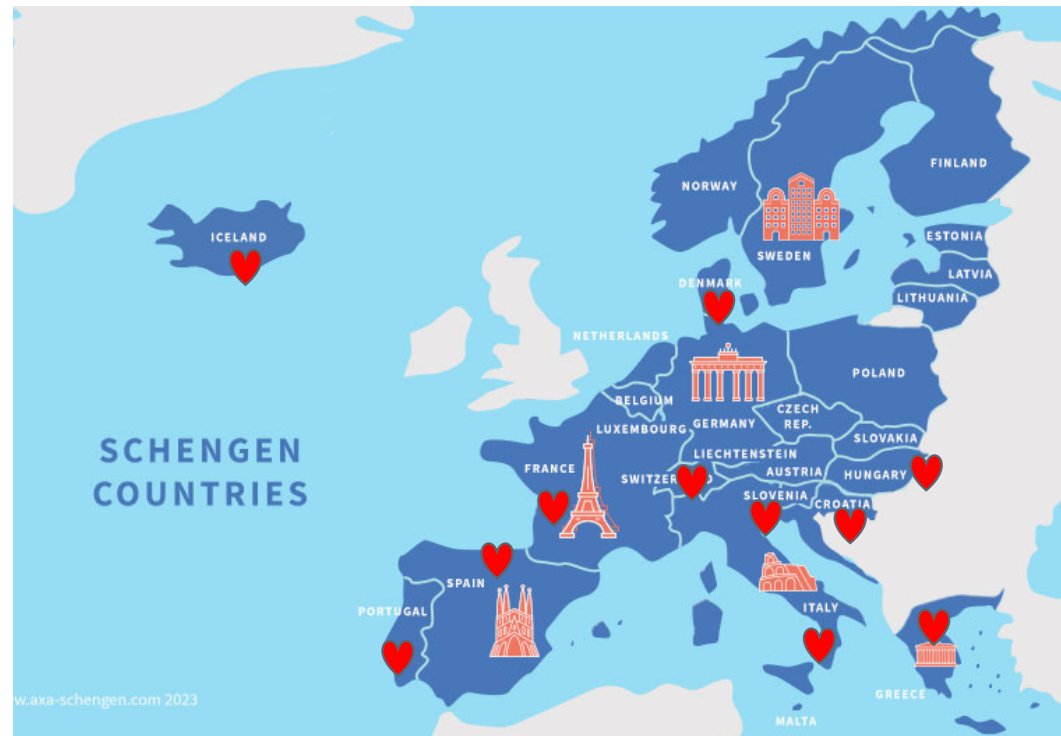 NORWAY
FINLAND
ICELAND
ESTONIA
SWEDEN
LATVIA
DENMARK
LITHUANIA
NETHERLANDS
POLAND
BELGIUM
CZECH
REP.
LUXEMBOURG
GERMANY
SLOVAKIA
SCHENGEN
COUNTRIES
LIECHTENSTEIN
FRANCE
AUSTRIA
HUNGARY
SLOVENIA
CROATIA
SPAIN
PORTUGAL
ITALY
GREECE
w.axa-schengen.com 2023
MALTA